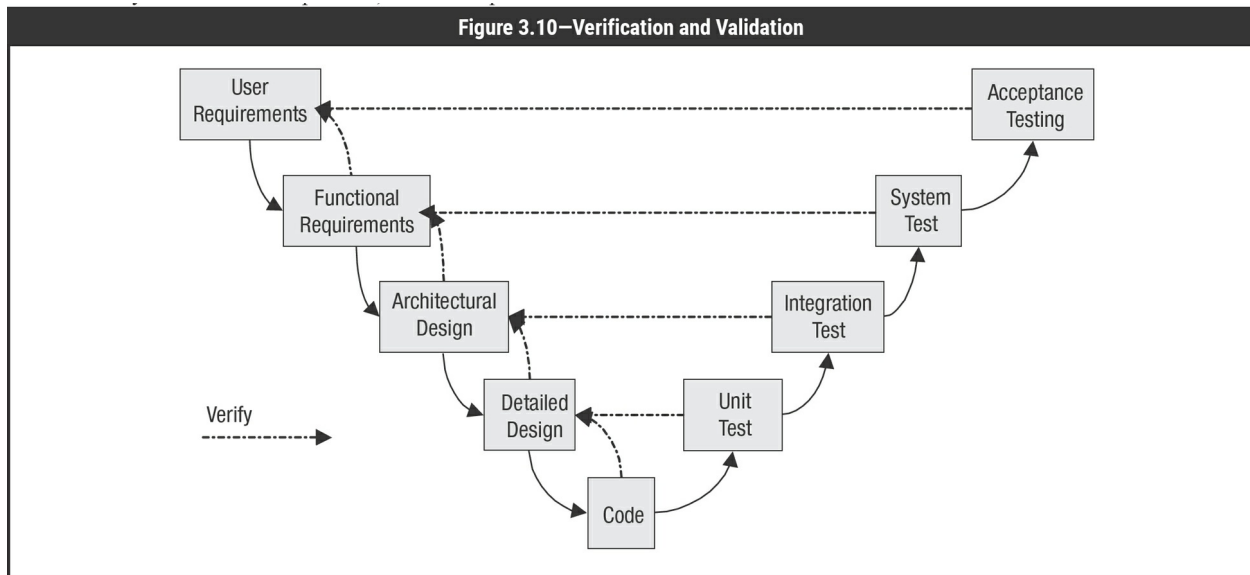 Figure 3.10—Verification and Validation
User
Requirements
Acceptance
Testing
Functional
Requirements
System
Test
Architectural
Design
Integration
Test
Detailed
Design
Unit
Test
Verify
Code